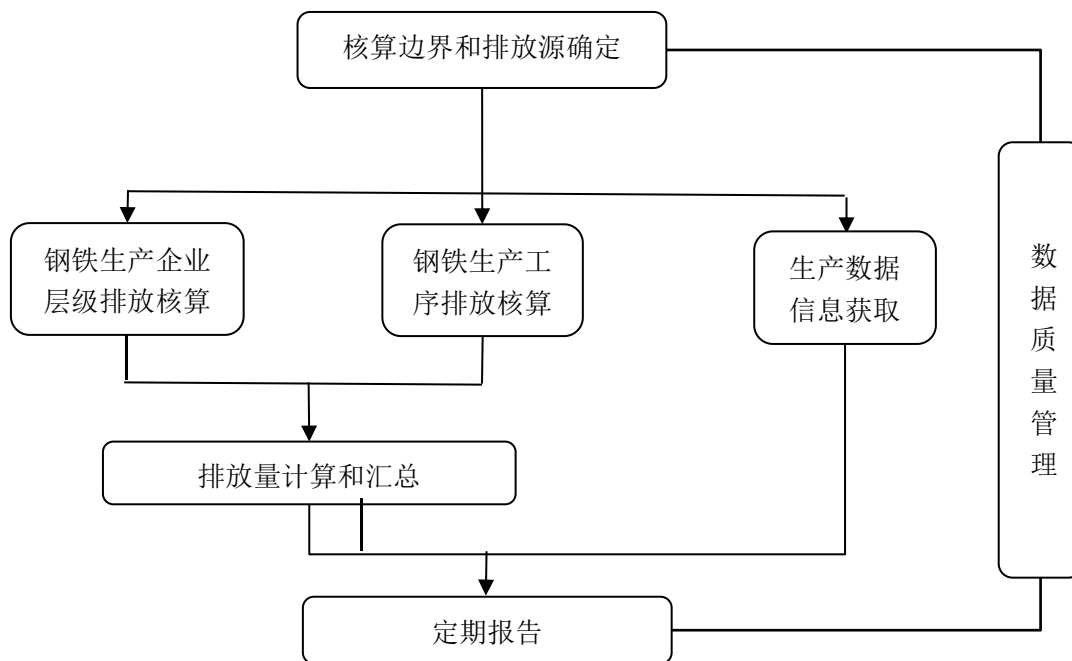 核算边界和排放源确定
钢铁生产企业
层级排放核算
钢铁生产工
序排放核算
生产数据
信息获取
排放量计算和汇总
定期报告
数
据
质
量
管
理